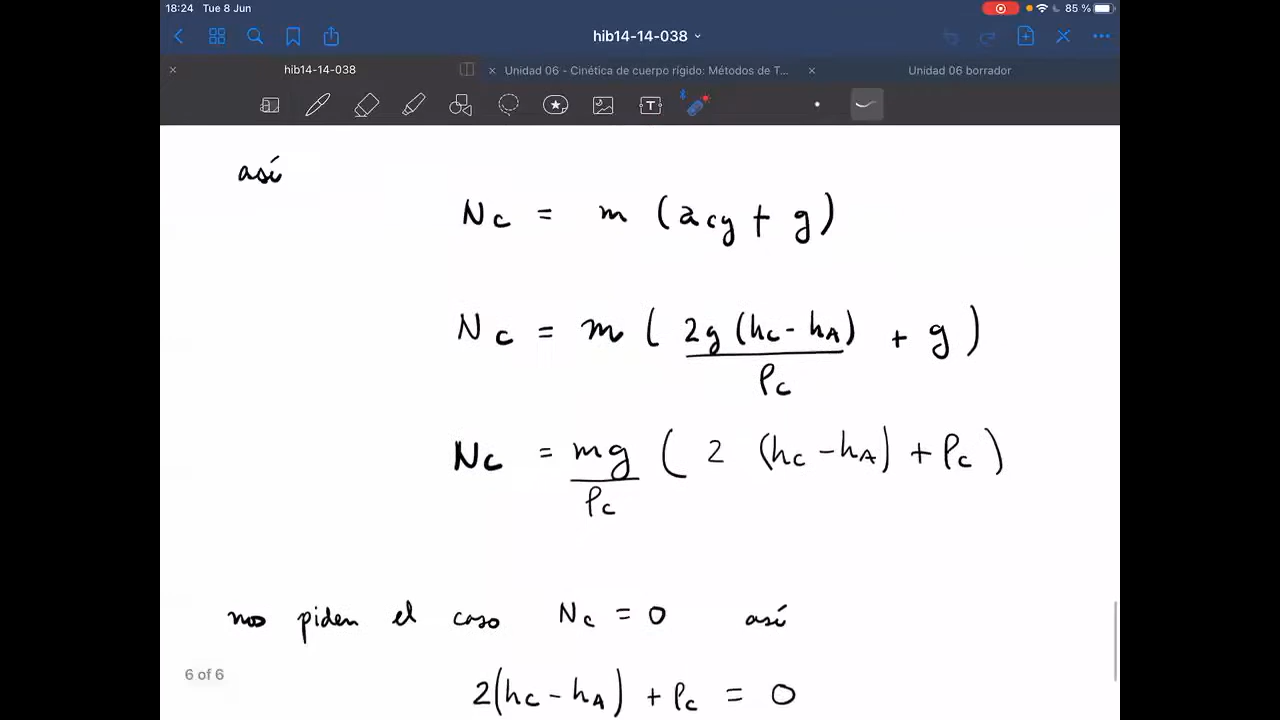 18:24 Tue 8 Jun 85 %
hib14-14-038
hib14-14-038 Unidad 06 - Cinética de cuerpo rígido: Métodos de T... Unidad 06 borrador
así
Nc = m (acy + g)
Nc = m ( 2g (hc - hA) / ρc + g )
Nc = mg / ρc ( 2 (hc - hA) + ρc )
nos piden el caso Nc = 0 así
6 of 6
2(hc - hA) + ρc = 0